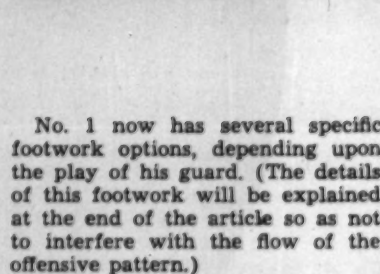 No. 1 now has several specific
footwork options, depending upon
the play of his guard. (The details
of this footwork will be explained
at the end of the article so as not
to interfere with the flow of the
offensive pattern.)